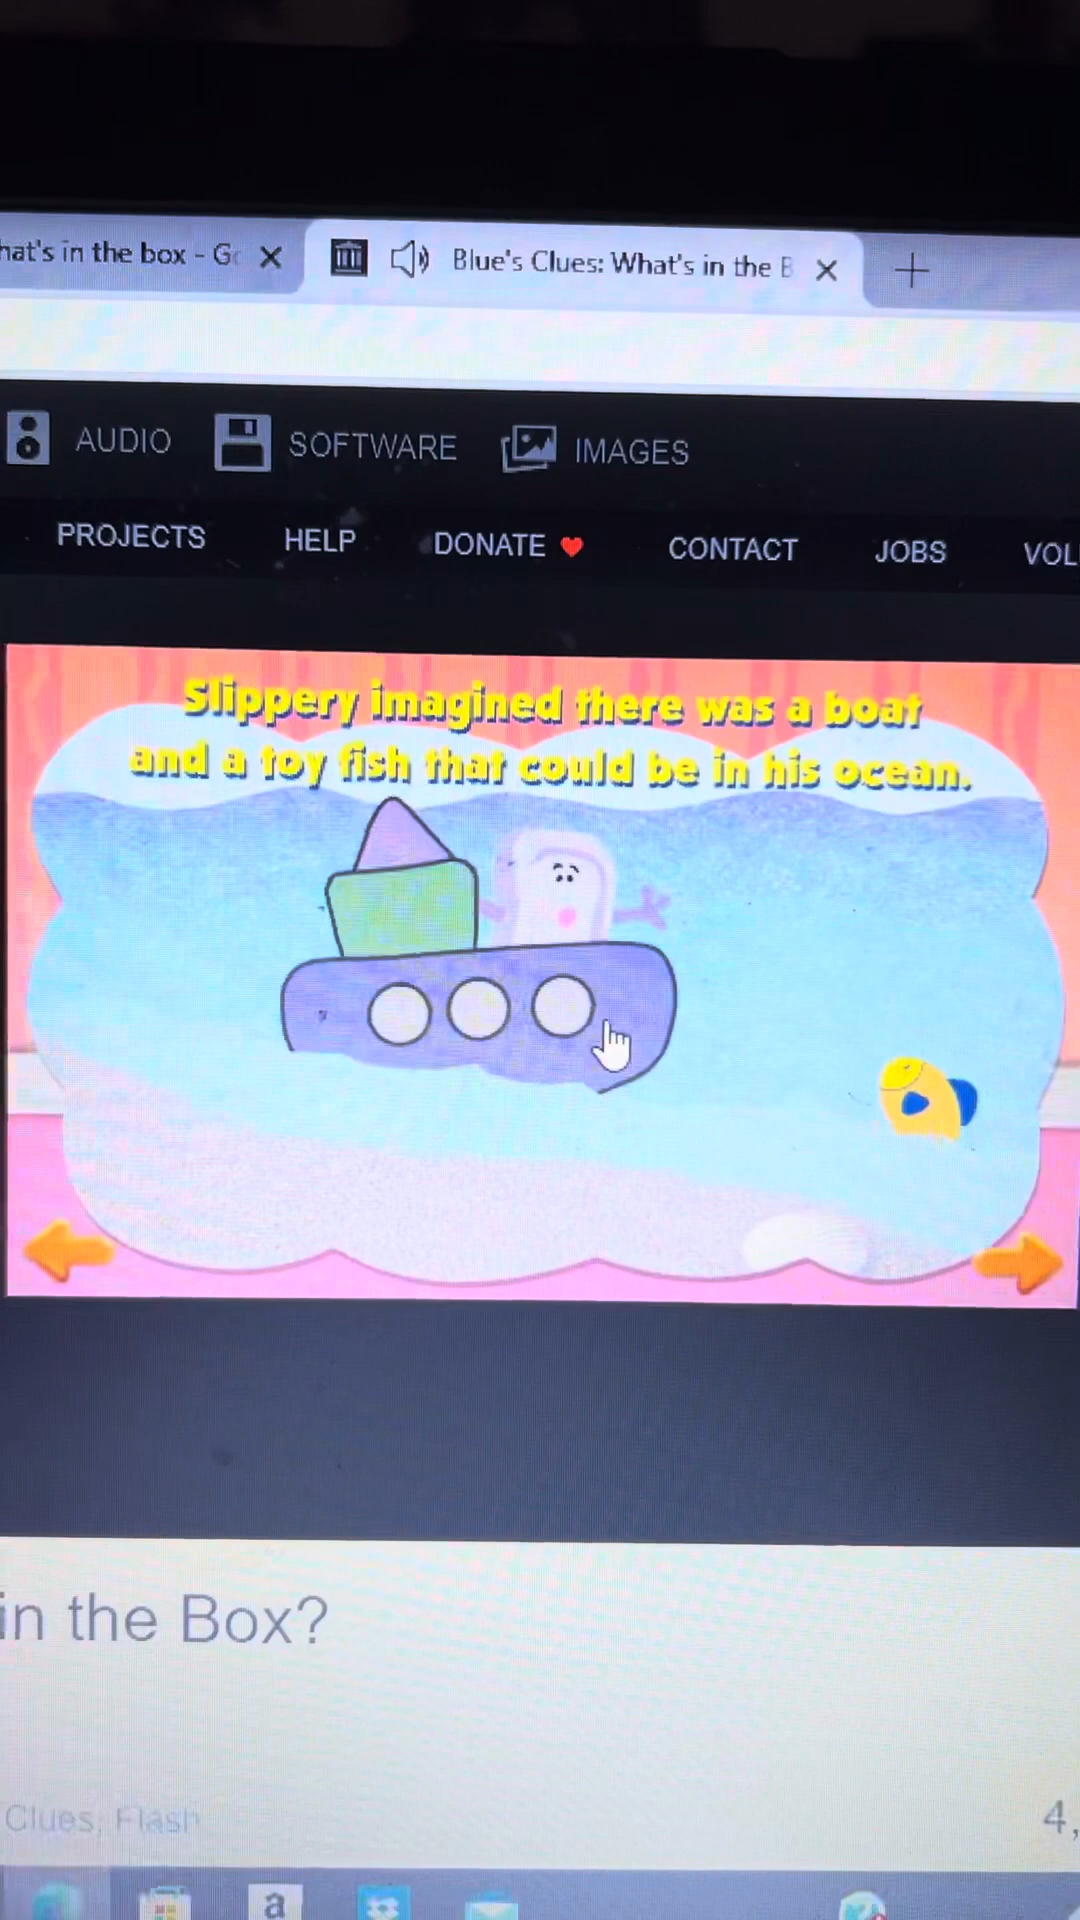 hat's in the box - G
Blue's Clues: What's in the B
AUDIO
SOFTWARE
IMAGES
PROJECTS
HELP
DONATE
CONTACT
JOBS
VOL
Slippery imagined there was a boat
and a toy fish that could be in his ocean.
in the Box?
Clues, Flash
4,
a